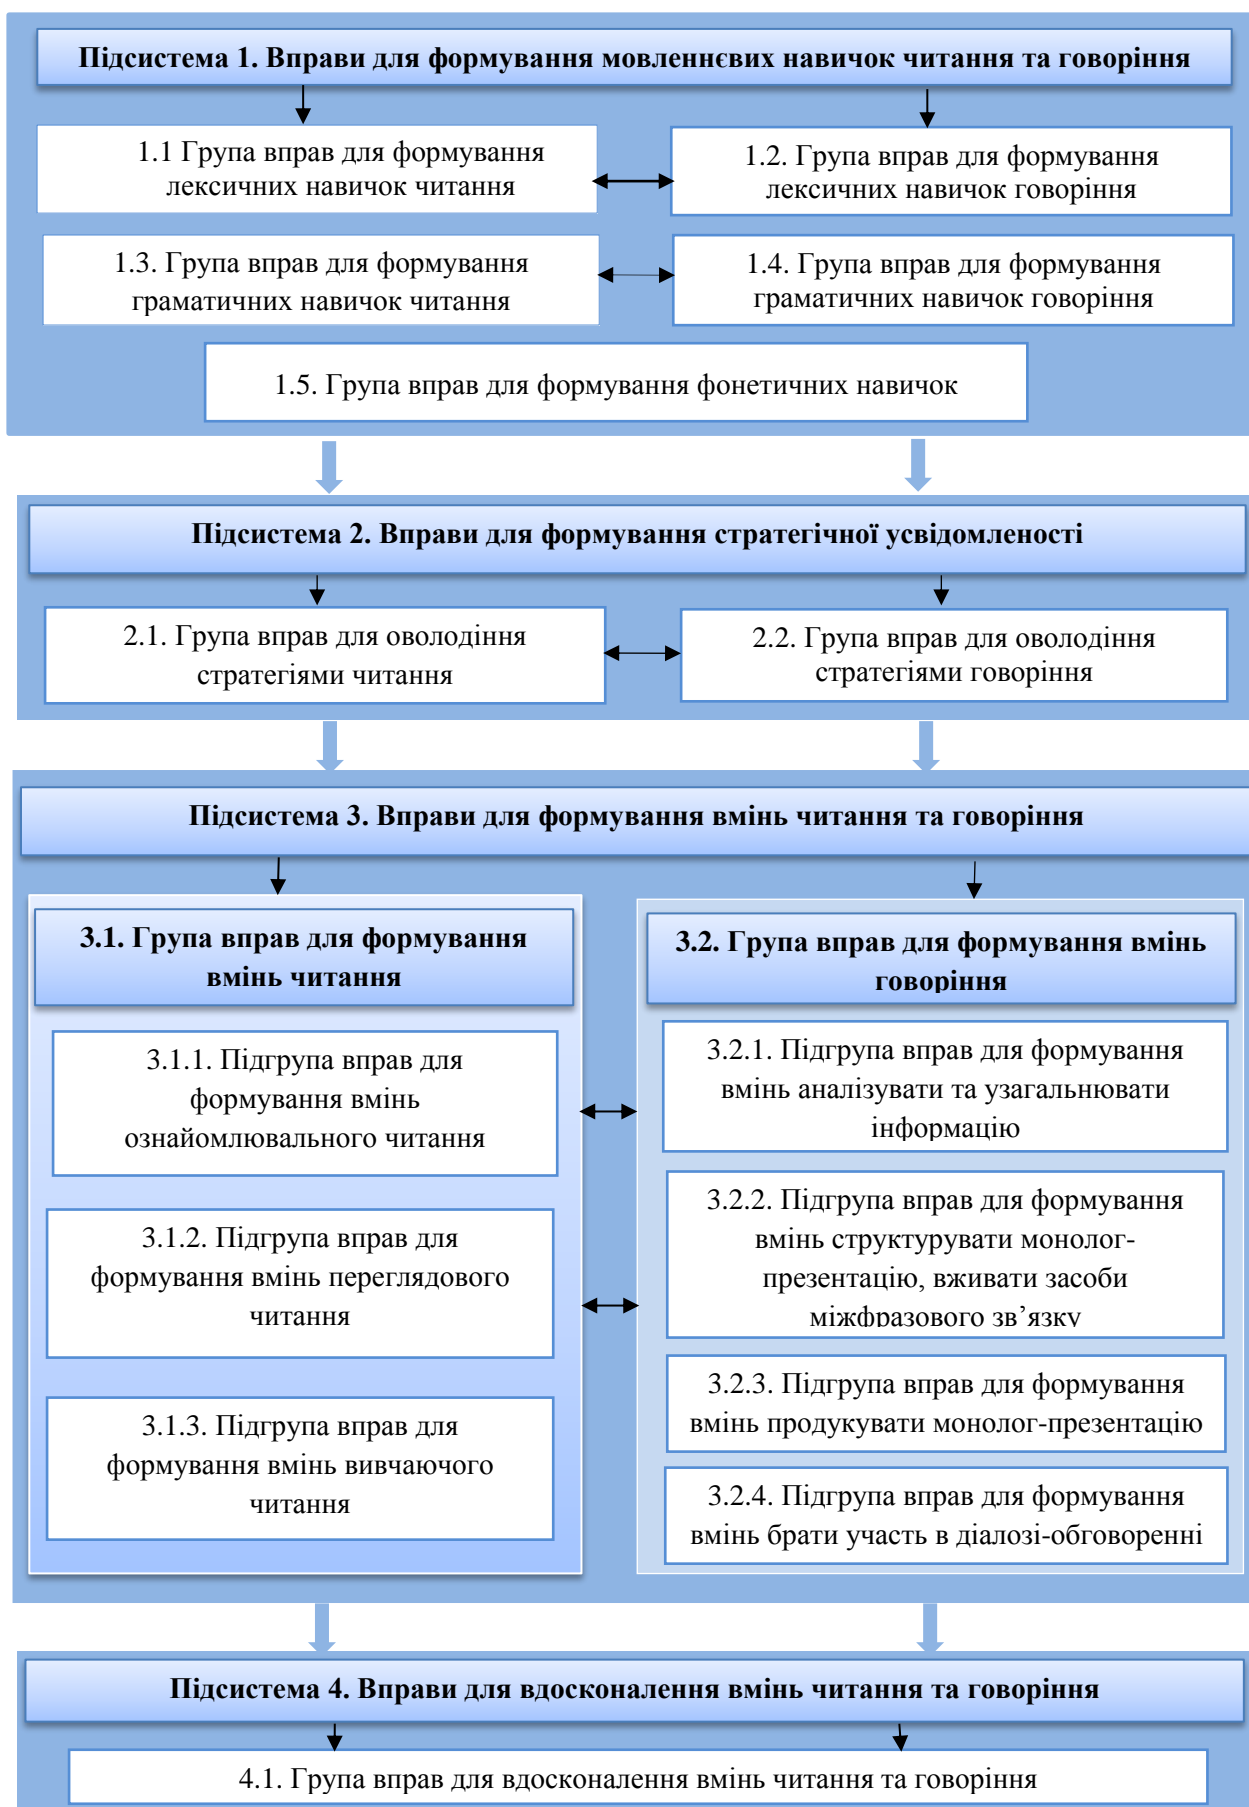 Підсистема 1. Вправи для формування мовленнєвих навичок читання та говоріння
1.1 Група вправ для формування
лексичних навичок читання
1.2. Група вправ для формування
лексичних навичок говоріння
1.3. Група вправ для формування
граматичних навичок читання
1.4. Група вправ для формування
граматичних навичок говоріння
1.5. Група вправ для формування фонетичних навичок
Підсистема 2. Вправи для формування стратегічної усвідомленості
2.1. Група вправ для оволодіння
стратегіями читання
2.2. Група вправ для оволодіння
стратегіями говоріння
Підсистема 3. Вправи для формування вмінь читання та говоріння
3.1. Група вправ для формування
вмінь читання
3.1.1. Підгрупа вправ для
формування вмінь
ознайомлювального читання
3.1.2. Підгрупа вправ для
формування вмінь переглядового
читання
3.1.3. Підгрупа вправ для
формування вмінь вивчаючого
читання
3.2. Група вправ для формування вмінь
говоріння
3.2.1. Підгрупа вправ для формування
вмінь аналізувати та узагальнювати
інформацію
3.2.2. Підгрупа вправ для формування
вмінь структурувати монолог-
презентацію, вживати засоби
міжфразового зв’язку
3.2.3. Підгрупа вправ для формування
вмінь продукувати монолог-презентацію
3.2.4. Підгрупа вправ для формування
вмінь брати участь в діалозі-обговоренні
Підсистема 4. Вправи для вдосконалення вмінь читання та говоріння
4.1. Група вправ для вдосконалення вмінь читання та говоріння